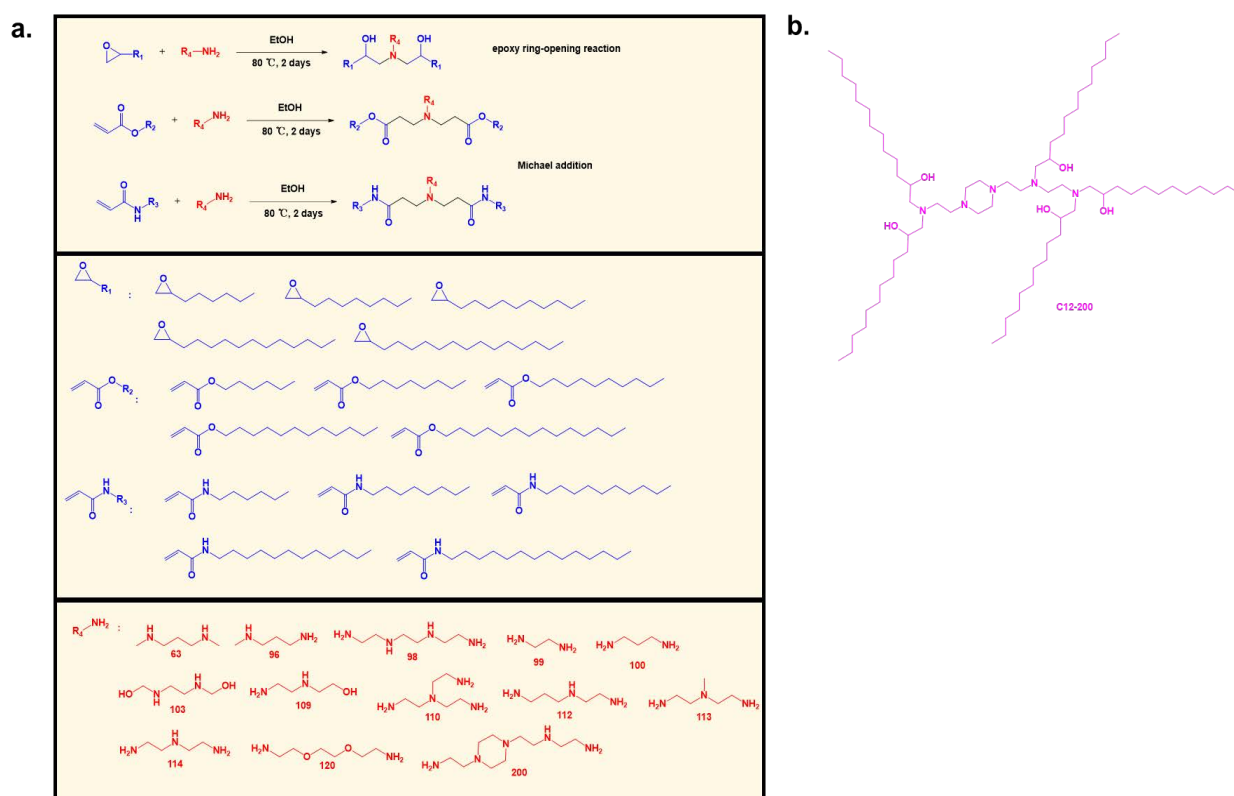 a.
b.
O
R1
+
R4
NH2
EtOH
80 ℃, 2 days
OH
R4
OH
N
R1
R1
epoxy ring-opening reaction
O
O
R2
+
R4
NH2
EtOH
80 ℃, 2 days
O
R4
O
R2
O
N
O
R2
Michael addition
O
N
H
R3
+
R4
NH2
EtOH
80 ℃, 2 days
H
N
R3
O
R4
N
O
H
N
R3
O
R1
:
O
O
O
O
O
O
R2
O
:
O
O
O
O
O
O
O
O
O
O
H
N
R3
O
:
H
N
O
H
N
O
H
N
O
H
N
O
H
N
O
R4
NH2
:
H
N
H
N
63
H
N
NH2
96
H2N
N
H
H
N
NH2
98
H2N
NH2
99
H2N
NH2
100
HO
N
H
H
N
OH
103
H2N
H
N
OH
109
NH2
H2N
N
NH2
110
H2N
H
N
NH2
112
H2N
N
NH2
113
H2N
H
N
NH2
114
H2N
O
O
NH2
120
H2N
N
N
H
N
NH2
200
OH
HO
N
N
N
N
OH
N
HO
OH
C12-200